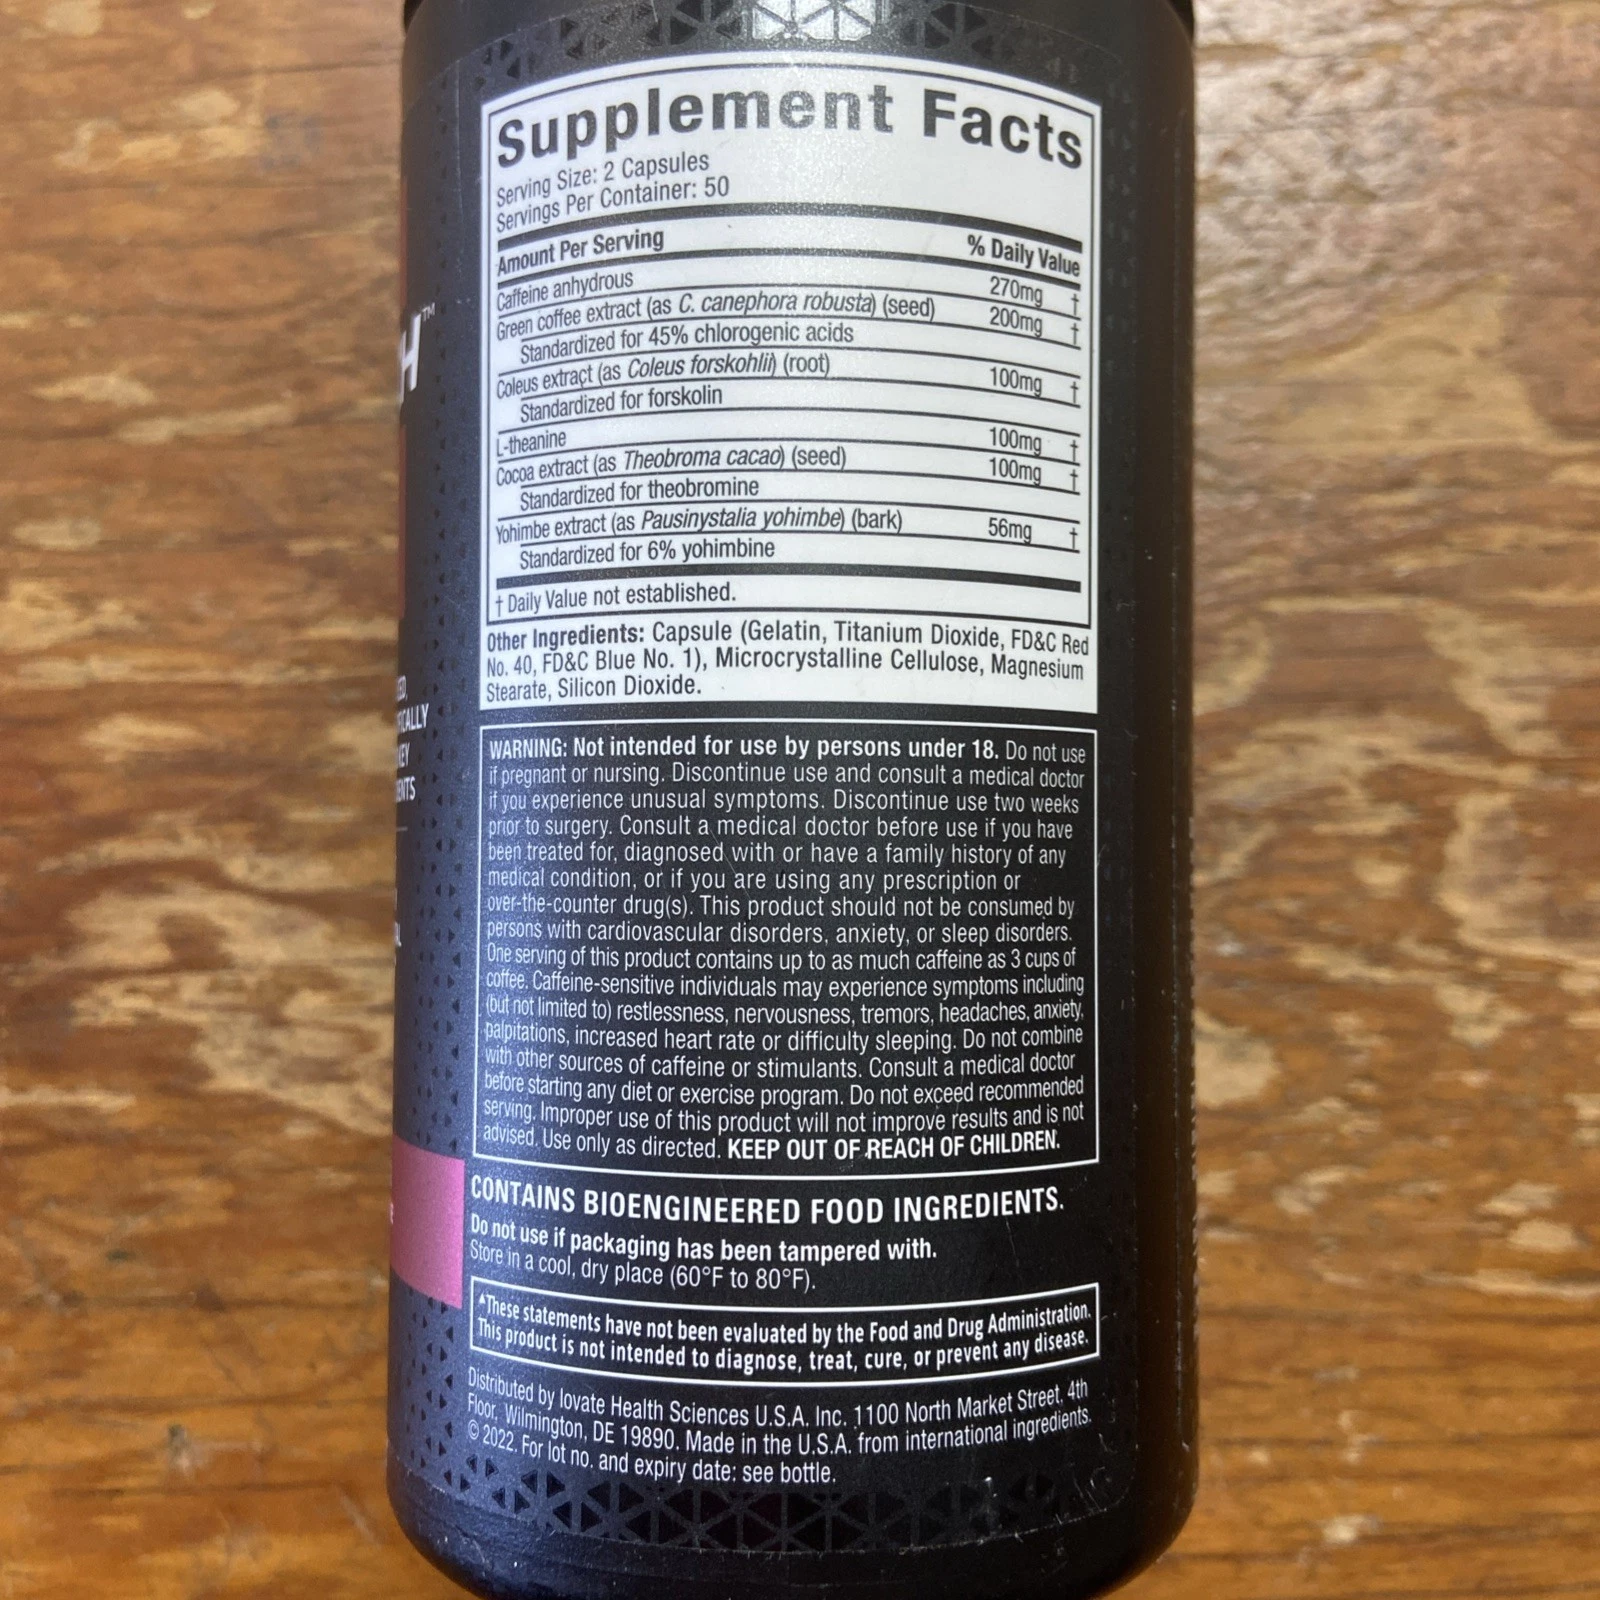 Supplement Facts
Serving Size: 2 Capsules
Servings Per Container: 50
Amount Per Serving % Daily Value
Caffeine anhydrous 270mg †
Green coffee extract (as C. canephora robusta) (seed) 200mg †
Standardized for 45% chlorogenic acids
Coleus extract (as Coleus forskohlii) (root) 100mg †
Standardized for forskolin
L-theanine 100mg †
Cocoa extract (as Theobroma cacao) (seed) 100mg †
Standardized for theobromine
Yohimbe extract (as Pausinystalia yohimbe) (bark) 56mg †
Standardized for 6% yohimbine
† Daily Value not established.
Other Ingredients: Capsule (Gelatin, Titanium Dioxide, FD&C Red
No. 40, FD&C Blue No. 1), Microcrystalline Cellulose, Magnesium
Stearate, Silicon Dioxide.
WARNING: Not intended for use by persons under 18. Do not use
if pregnant or nursing. Discontinue use and consult a medical doctor
if you experience unusual symptoms. Discontinue use two weeks
prior to surgery. Consult a medical doctor before use if you have
been treated for, diagnosed with or have a family history of any
medical condition, or if you are using any prescription or
over-the-counter drug(s). This product should not be consumed by
persons with cardiovascular disorders, anxiety, or sleep disorders.
One serving of this product contains up to as much caffeine as 3 cups of
coffee. Caffeine-sensitive individuals may experience symptoms including
(but not limited to) restlessness, nervousness, tremors, headaches, anxiety,
palpitations, increased heart rate or difficulty sleeping. Do not combine
with other sources of caffeine or stimulants. Consult a medical doctor
before starting any diet or exercise program. Do not exceed recommended
serving. Improper use of this product will not improve results and is not
advised. Use only as directed. KEEP OUT OF REACH OF CHILDREN.
CONTAINS BIOENGINEERED FOOD INGREDIENTS.
Do not use if packaging has been tampered with.
Store in a cool, dry place (60°F to 80°F).
▲These statements have not been evaluated by the Food and Drug Administration.
This product is not intended to diagnose, treat, cure, or prevent any disease.
Distributed by Iovate Health Sciences U.S.A. Inc. 1100 North Market Street, 4th
Floor, Wilmington, DE 19890. Made in the U.S.A. from international ingredients.
© 2022. For lot no. and expiry date: see bottle.